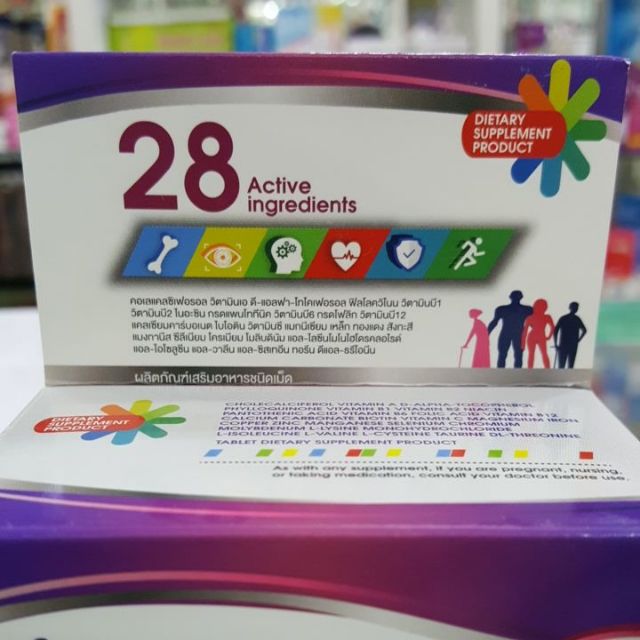 28
Active
ingredients
DIETARY
SUPPLEMENT
PRODUCT
คอเลแคลซิเฟอรอล วิตามินเอ ดี-แอลฟา-โทโคเฟอรอล ฟิลโลควิโนน วิตามินบี1
วิตามินบี2 ไนอะซิน กรดแพนโททีนิค วิตามินบี6 กรดโฟลิก วิตามินบี12
แคลเซียมคาร์บอเนต ไบโอติน วิตามินซี แมกนีเซียม เหล็ก ทองแดง สังกะสี
แมงกานีส ซีลีเนียม โครเมียม โมลิบดีนัม แอล-ไลซีนโมโนไฮโดรคลอไรด์
แอล-ไอโซลูซีน แอล-วาลีน แอล-ซิสเทอีน ทอรีน ดีแอล-ธรีโอนีน
ผลิตภัณฑ์เสริมอาหารชนิดเม็ด
DIETARY
SUPPLEMENT
PRODUCT
CHOLECALCIFEROL VITAMIN A D-ALPHA-TOCOPHEROL
PHYLLOQUINONE VITAMIN B1 VITAMIN B2 NIACIN
PANTOTHENIC ACID VITAMIN B6 FOLIC ACID VITAMIN B12
CALCIUM CARBONATE BIOTIN VITAMIN C MAGNESIUM IRON
COPPER ZINC MANGANESE SELENIUM CHROMIUM
MOLYBDENUM L-LYSINE MONOHYDROCHLORIDE
L-ISOLEUCINE L-VALINE L-CYSTEINE TAURINE DL-THREONINE
TABLET DIETARY SUPPLEMENT PRODUCT
As with any supplement, if you are pregnant, nursing,
or taking medication, consult your doctor before use.